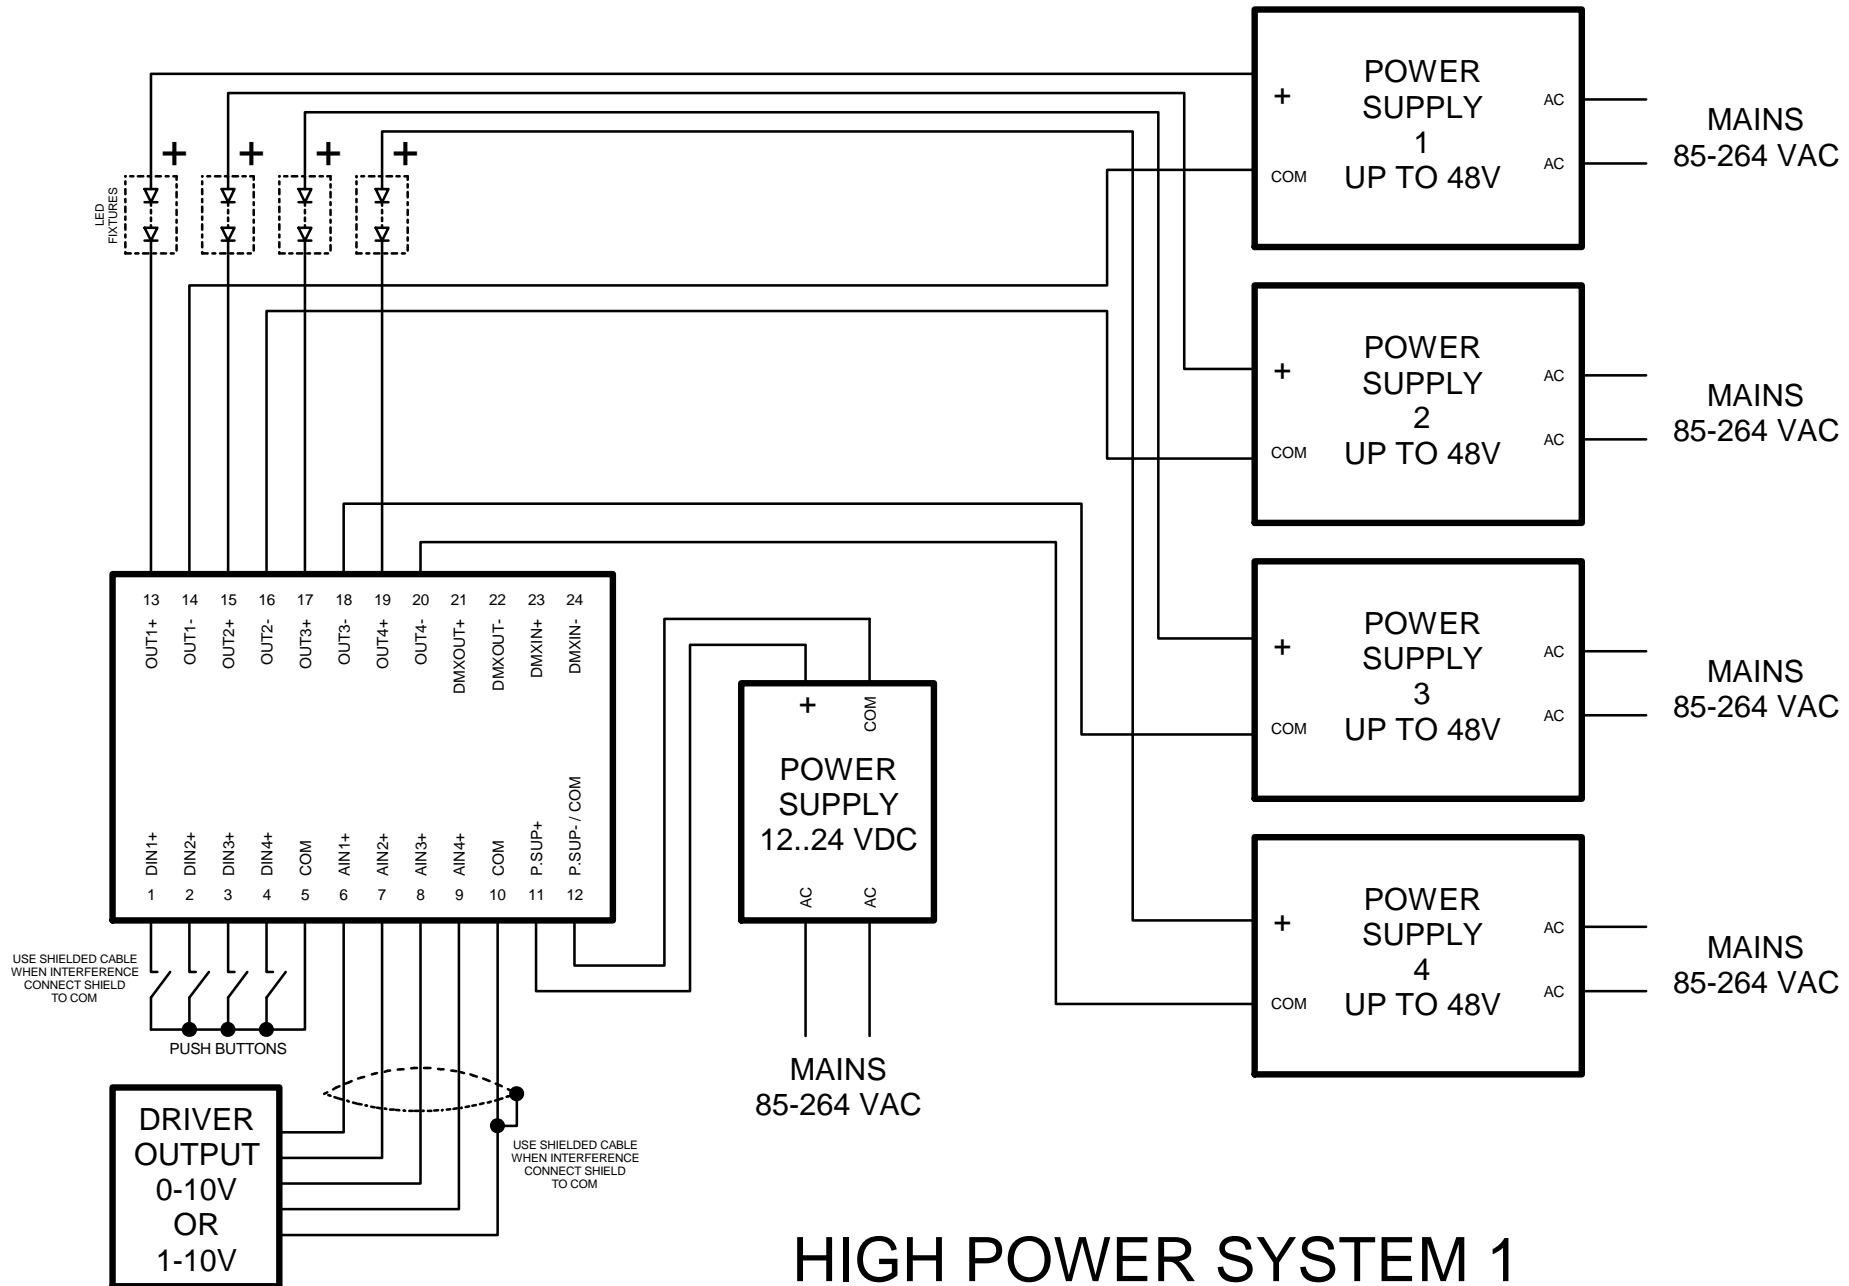 POWER
SUPPLY
1
UP TO 48V
+
COM
AC
AC
MAINS
85-264 VAC
+
+
+
+
LED
FIXTURES
POWER
SUPPLY
2
UP TO 48V
+
COM
AC
AC
MAINS
85-264 VAC
POWER
SUPPLY
3
UP TO 48V
+
COM
AC
AC
MAINS
85-264 VAC
POWER
SUPPLY
4
UP TO 48V
+
COM
AC
AC
MAINS
85-264 VAC
13 14 15 16 17 18 19 20 21 22 23 24
OUT1+
OUT1-
OUT2+
OUT2-
OUT3+
OUT3-
OUT4+
OUT4-
DMXOUT+
DMXOUT-
DMXIN+
DMXIN-
DIN1+
DIN2+
DIN3+
DIN4+
COM
AIN1+
AIN2+
AIN3+
AIN4+
COM
P.SUP+
P.SUP- / COM
1 2 3 4 5 6 7 8 9 10 11 12
+
COM
POWER
SUPPLY
12..24 VDC
AC
AC
MAINS
85-264 VAC
USE SHIELDED CABLE
WHEN INTERFERENCE
CONNECT SHIELD
TO COM
PUSH BUTTONS
DRIVER
OUTPUT
0-10V
OR
1-10V
USE SHIELDED CABLE
WHEN INTERFERENCE
CONNECT SHIELD
TO COM
HIGH POWER SYSTEM 1